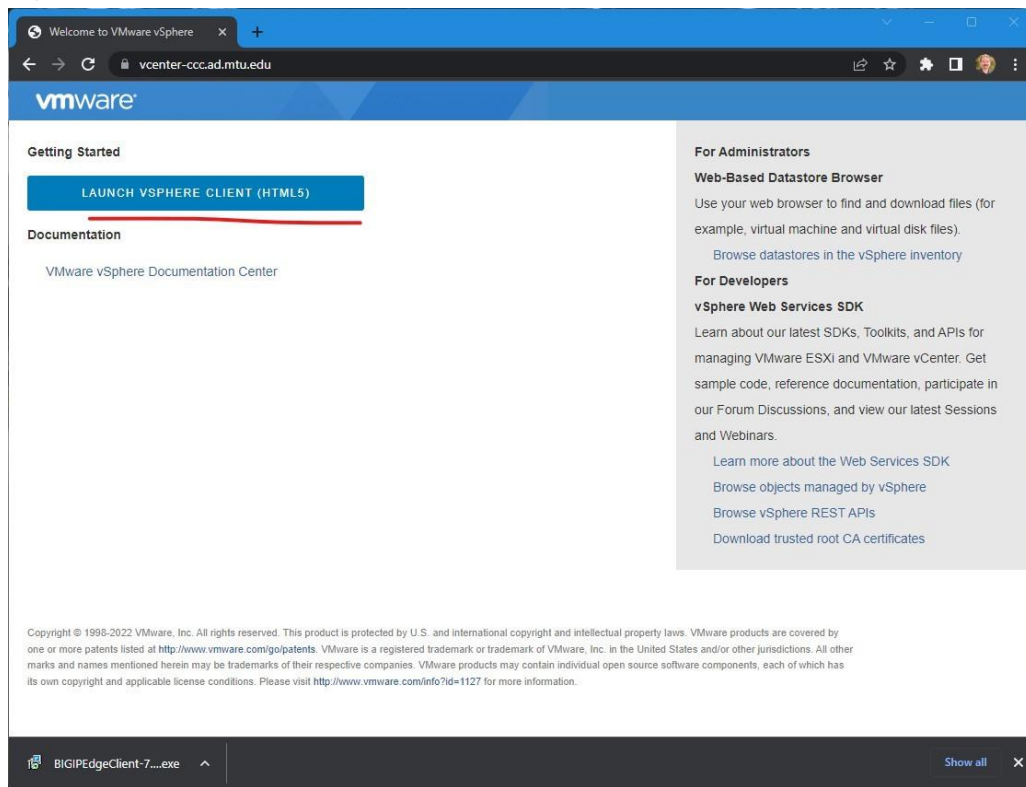 Welcome to VMware vSphere
vcenter-ccc.ad.mtu.edu
vmware
Getting Started
LAUNCH VSPHERE CLIENT (HTML5)
Documentation
VMware vSphere Documentation Center
For Administrators
Web-Based Datastore Browser
Use your web browser to find and download files (for
example, virtual machine and virtual disk files).
Browse datastores in the vSphere inventory
For Developers
vSphere Web Services SDK
Learn about our latest SDKs, Toolkits, and APIs for
managing VMware ESXi and VMware vCenter. Get
sample code, reference documentation, participate in
our Forum Discussions, and view our latest Sessions
and Webinars.
Learn more about the Web Services SDK
Browse objects managed by vSphere
Browse vSphere REST APIs
Download trusted root CA certificates
Copyright © 1998-2022 VMware, Inc. All rights reserved. This product is protected by U.S. and international copyright and intellectual property laws. VMware products are covered by
one or more patents listed at http://www.vmware.com/go/patents. VMware is a registered trademark or trademark of VMware, Inc. in the United States and/or other jurisdictions. All other
marks and names mentioned herein may be trademarks of their respective companies. VMware products may contain individual open source software components, each of which has
its own copyright and applicable license conditions. Please visit http://www.vmware.com/info?id=1127 for more information.
BIGIPEdgeClient-7....exe
Show all